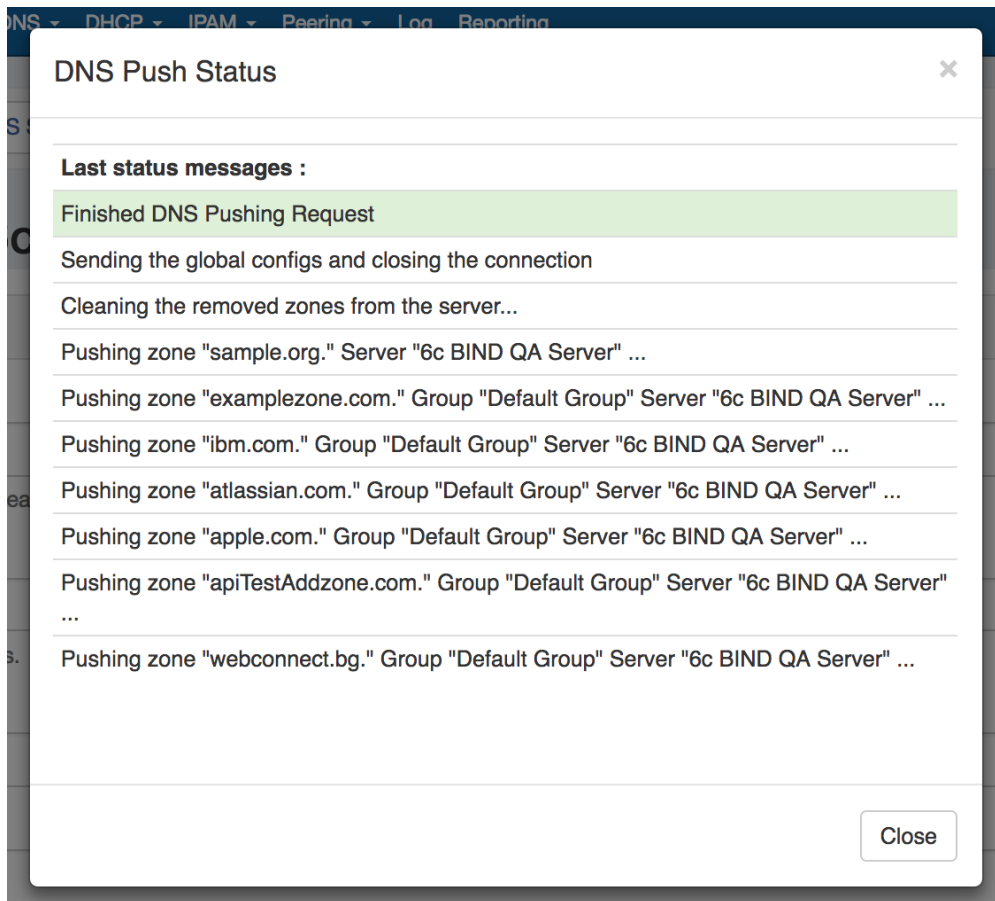 DNS DHCP IPAM Peering Log Reporting
DNS Push Status
×
S
Last status messages :
Finished DNS Pushing Request
Sending the global configs and closing the connection
Cleaning the removed zones from the server...
Pushing zone "sample.org." Server "6c BIND QA Server" ...
Pushing zone "examplezone.com." Group "Default Group" Server "6c BIND QA Server" ...
Pushing zone "ibm.com." Group "Default Group" Server "6c BIND QA Server" ...
Pushing zone "atlassian.com." Group "Default Group" Server "6c BIND QA Server" ...
ea
Pushing zone "apple.com." Group "Default Group" Server "6c BIND QA Server" ...
Pushing zone "apiTestAddzone.com." Group "Default Group" Server "6c BIND QA Server"
...
s.
Pushing zone "webconnect.bg." Group "Default Group" Server "6c BIND QA Server" ...
Close